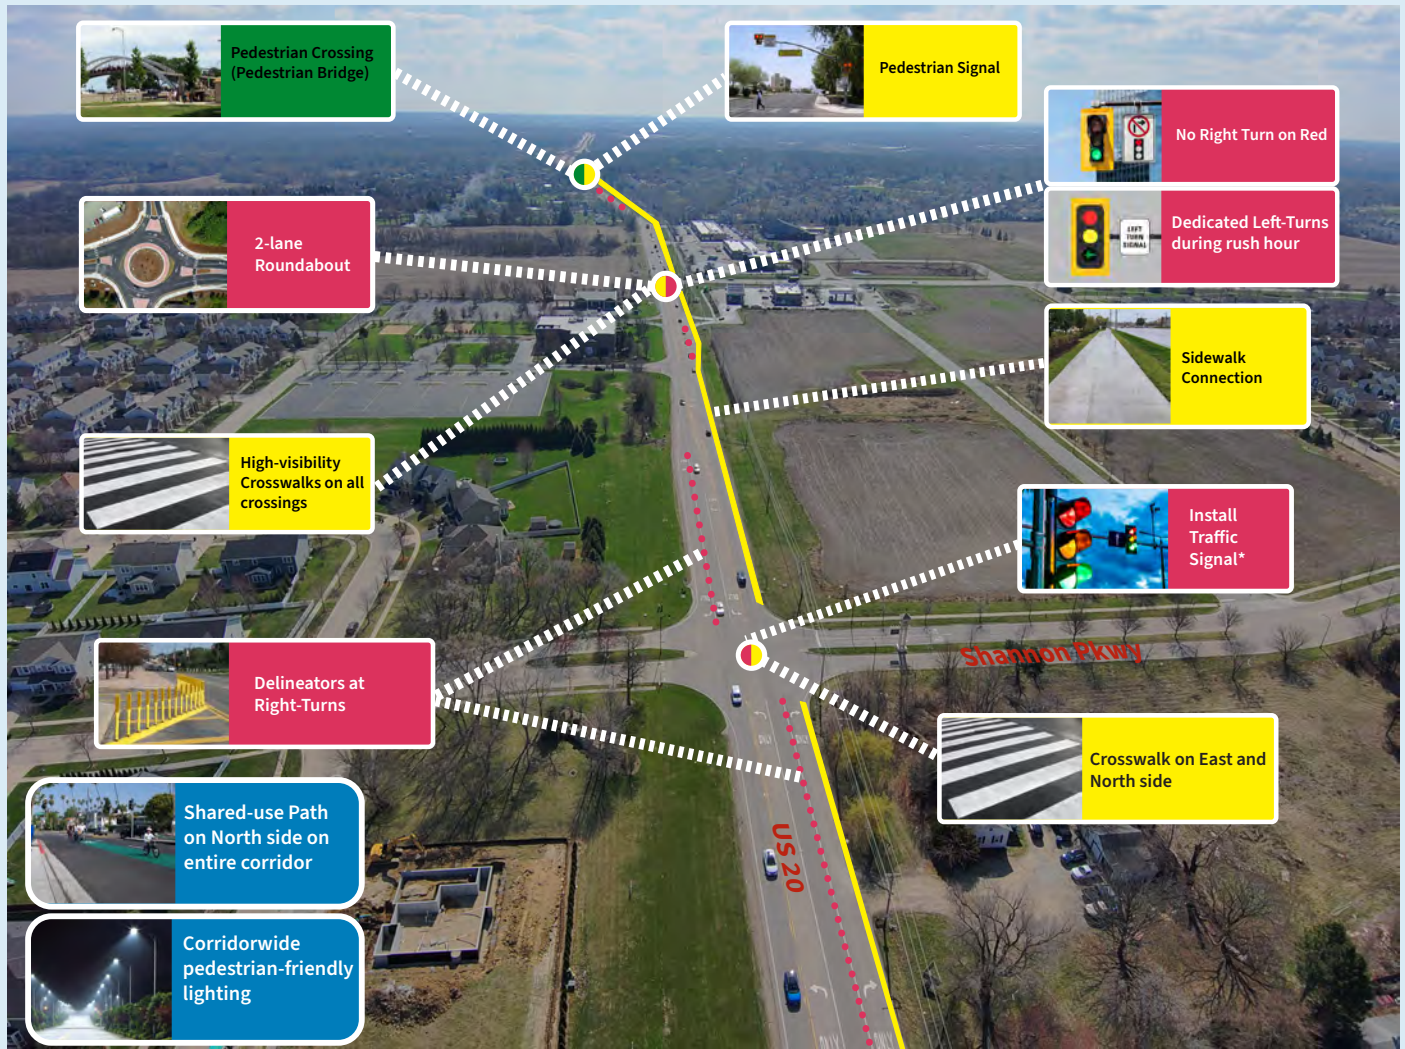 Pedestrian Crossing
(Pedestrian Bridge)
Pedestrian Signal
No Right Turn on Red
2-lane
Roundabout
LEFT
TURN
SIGNAL
Dedicated Left-Turns
during rush hour
Sidewalk
Connection
High-visibility
Crosswalks on all
crossings
Install
Traffic
Signal*
Shannon Pkwy
Delineators at
Right-Turns
Crosswalk on East and
North side
Shared-use Path
on North side on
entire corridor
US 20
Corridorwide
pedestrian-friendly
lighting